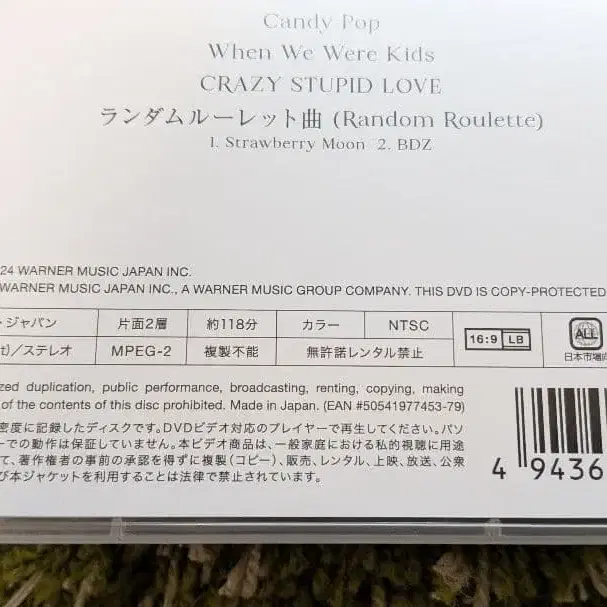 Candy Pop
When We Were Kids
CRAZY STUPID LOVE
ランダムルーレット曲 (Random Roulette)
1. Strawberry Moon 2. BDZ
24 WARNER MUSIC JAPAN INC.
WARNER MUSIC JAPAN INC., A WARNER MUSIC GROUP COMPANY. THIS DVD IS COPY-PROTECTED
・ジャパン 片面2層 約118分 カラー NTSC 16:9 LB ALL
t)／ステレオ MPEG-2 複製不能 無許諾レンタル禁止 日本市場向
zed duplication, public performance, broadcasting, renting, copying, making
of the contents of this disc prohibited. Made in Japan. (EAN #50541977453-79)
密度に記録したディスクです。DVDビデオ対応のプレイヤーで再生してください。パソ
ーでの動作は保証していません。本ビデオ商品は、一般家庭における私的視聴に用途
て、著作権者の事前の承認を得ずに複製（コピー）、販売、レンタル、上映、放送、公衆
び本ジャケットを利用することは法律で禁止されています。
4 9436